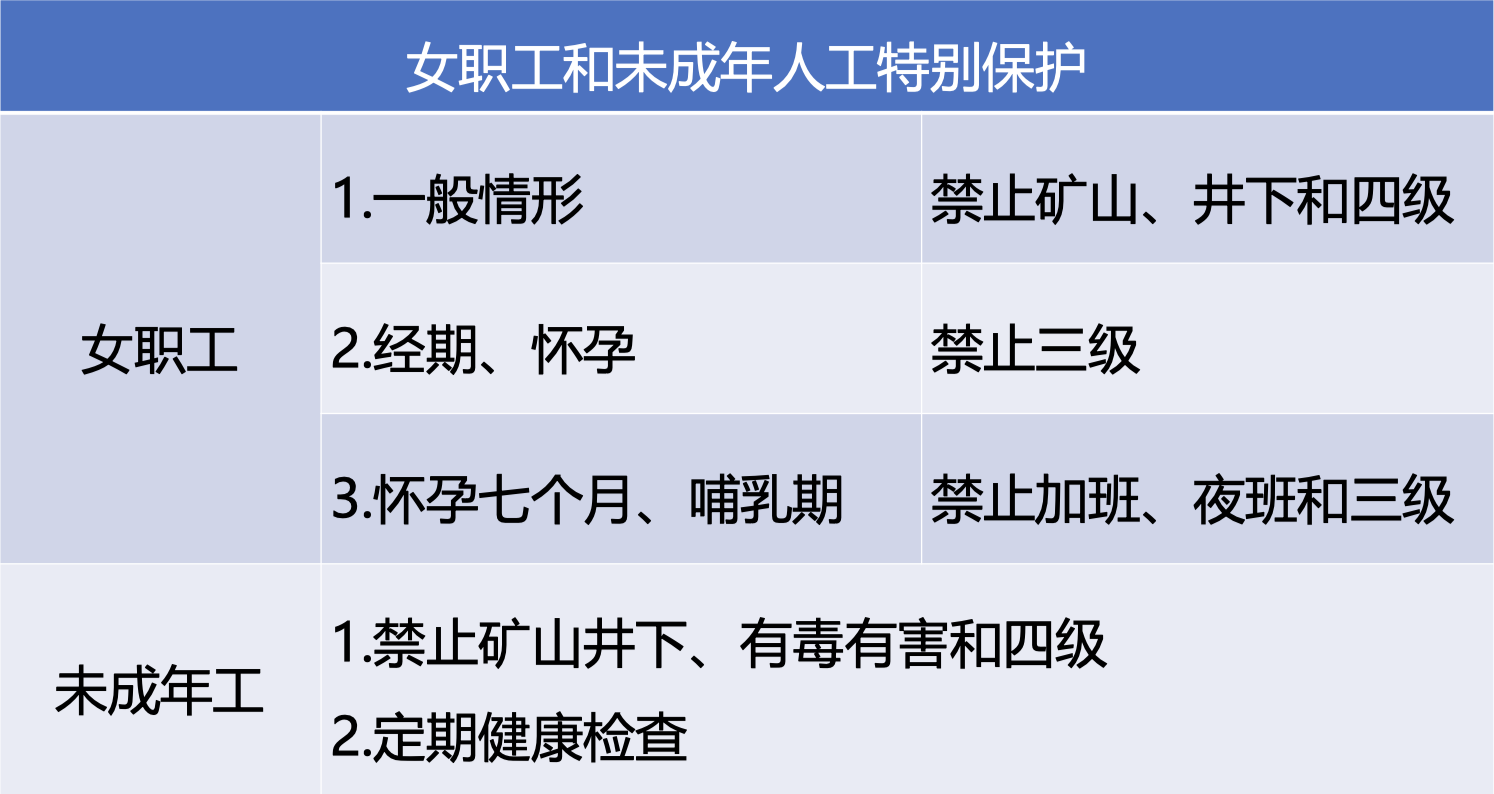 女职工和未成年人工特别保护
女职工
1.一般情形
禁止矿山、井下和四级
2.经期、怀孕
禁止三级
3.怀孕七个月、哺乳期
禁止加班、夜班和三级
未成年工
1.禁止矿山井下、有毒有害和四级
2.定期健康检查